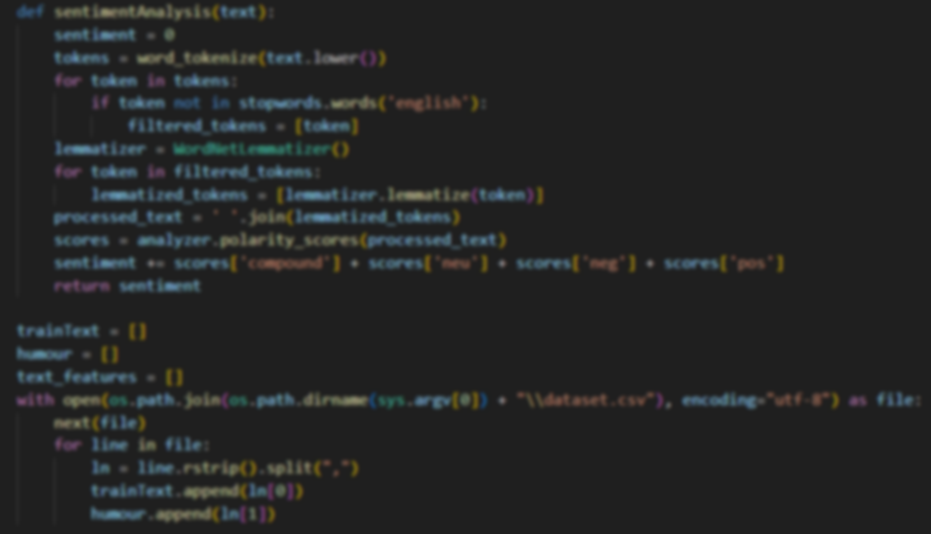 def sentimentAnalysis(text):
    sentiment = 0
    tokens = word_tokenize(text.lower())
    for token in tokens:
        if token not in stopwords.words('english'):
            filtered_tokens = [token]
    lemmatizer = WordNetLemmatizer()
    for token in filtered_tokens:
        lemmatized_tokens = [lemmatizer.lemmatize(token)]
    processed_text = ' '.join(lemmatized_tokens)
    scores = analyzer.polarity_scores(processed_text)
    sentiment += scores['compound'] + scores['neu'] + scores['neg'] + scores['pos']
    return sentiment

trainText = []
humour = []
text_features = []
with open(os.path.join(os.path.dirname(sys.argv[0]) + "\\dataset.csv"), encoding="utf-8") as file:
    next(file)
    for line in file:
        ln = line.rstrip().split(",")
        trainText.append(ln[0])
        humour.append(ln[1])